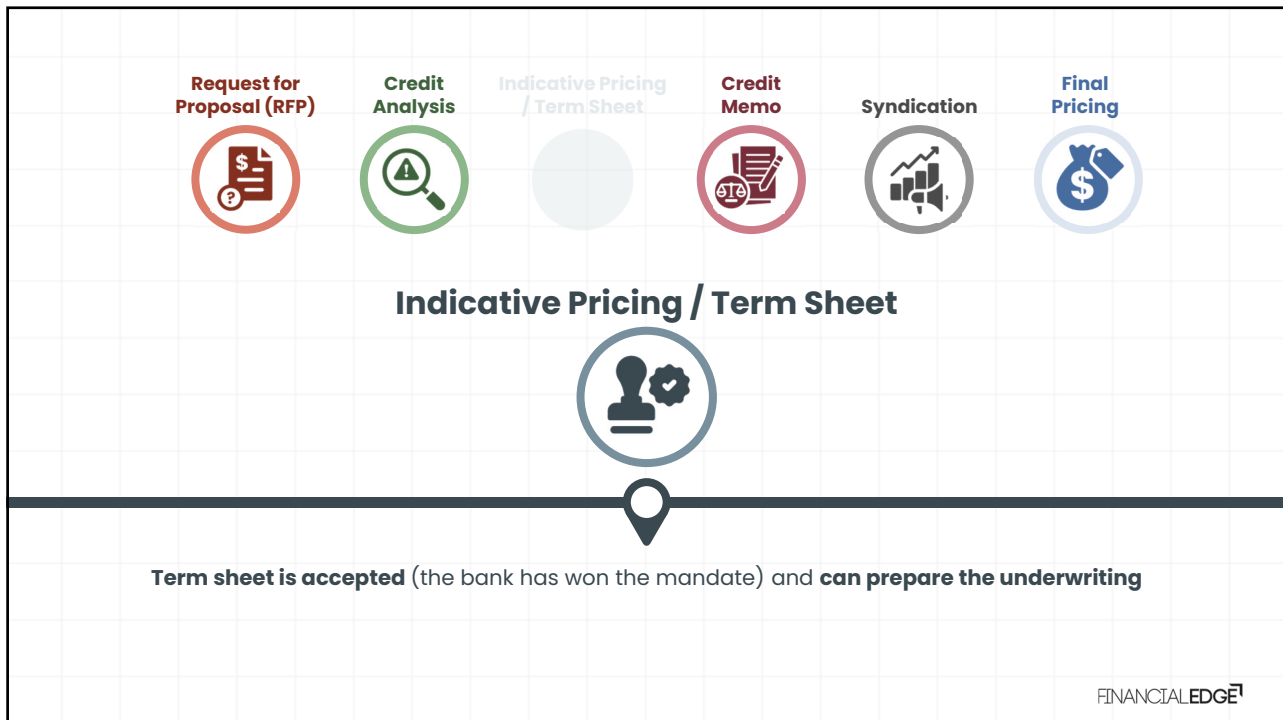 Request for
Proposal (RFP)
Credit
Analysis
Indicative Pricing
/ Term Sheet
Credit
Memo
Syndication
Final
Pricing
$
?
$
Indicative Pricing / Term Sheet
Term sheet is accepted (the bank has won the mandate) and can prepare the underwriting
FINANCIALEDGE